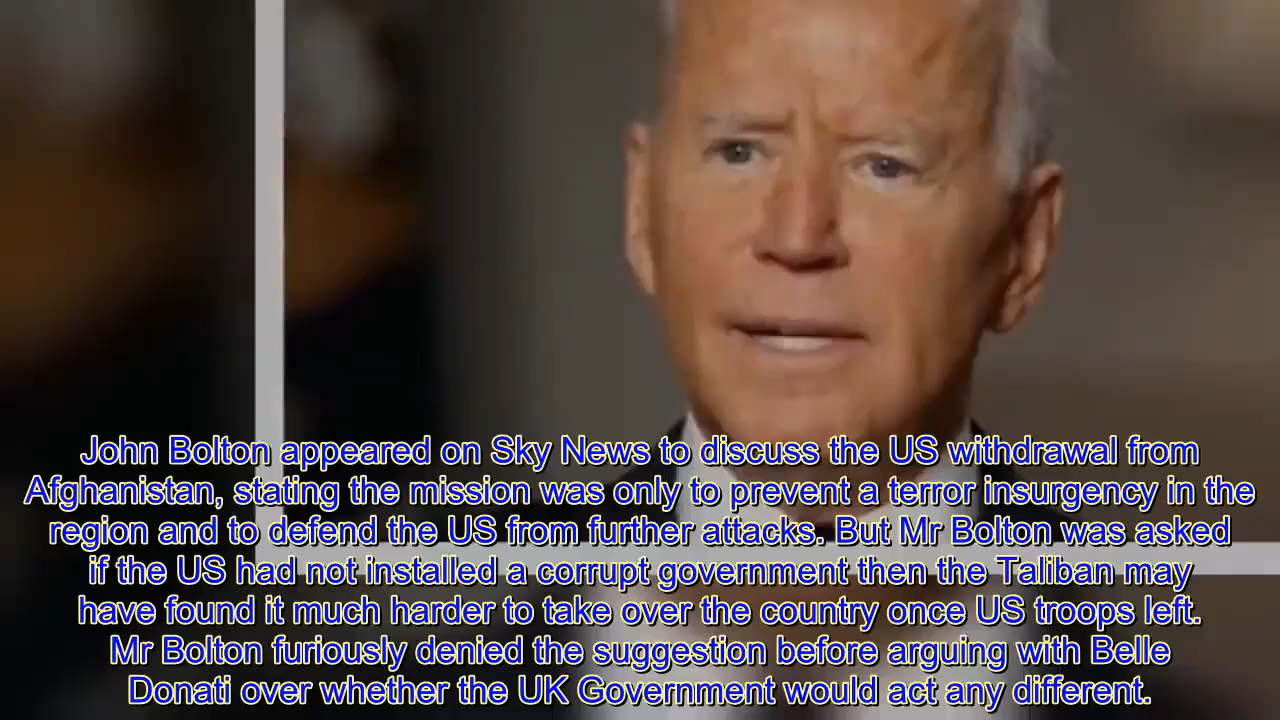 John Bolton appeared on Sky News to discuss the US withdrawal from
Afghanistan, stating the mission was only to prevent a terror insurgency in the
region and to defend the US from further attacks. But Mr Bolton was asked
if the US had not installed a corrupt government then the Taliban may
have found it much harder to take over the country once US troops left.
Mr Bolton furiously denied the suggestion before arguing with Belle
Donati over whether the UK Government would act any different.